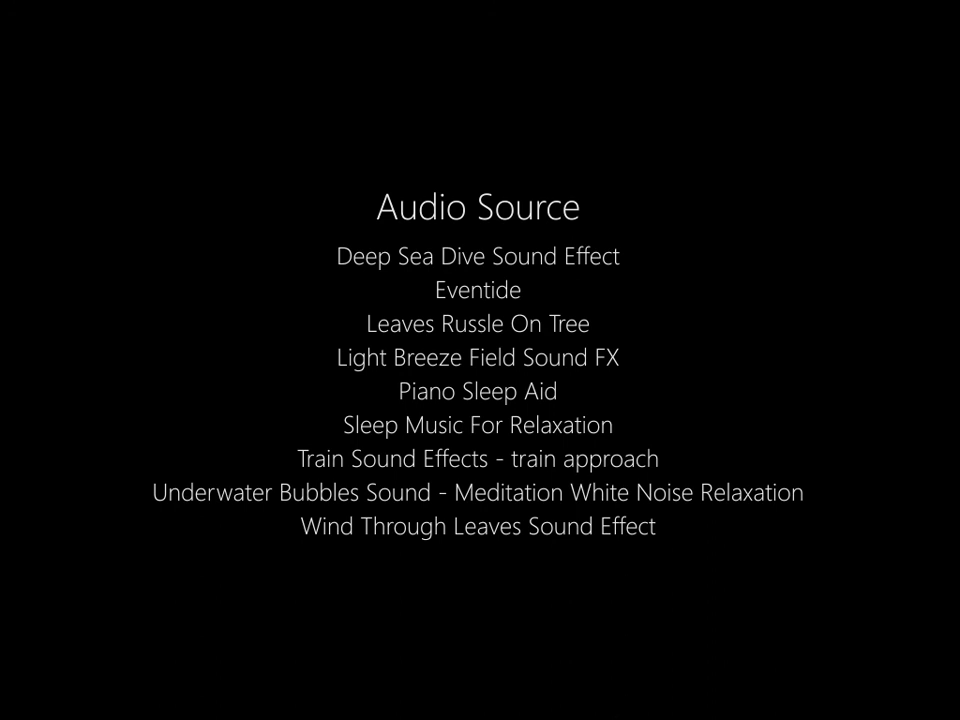 Audio Source
Deep Sea Dive Sound Effect
Eventide
Leaves Russle On Tree
Light Breeze Field Sound FX
Piano Sleep Aid
Sleep Music For Relaxation
Train Sound Effects - train approach
Underwater Bubbles Sound - Meditation White Noise Relaxation
Wind Through Leaves Sound Effect